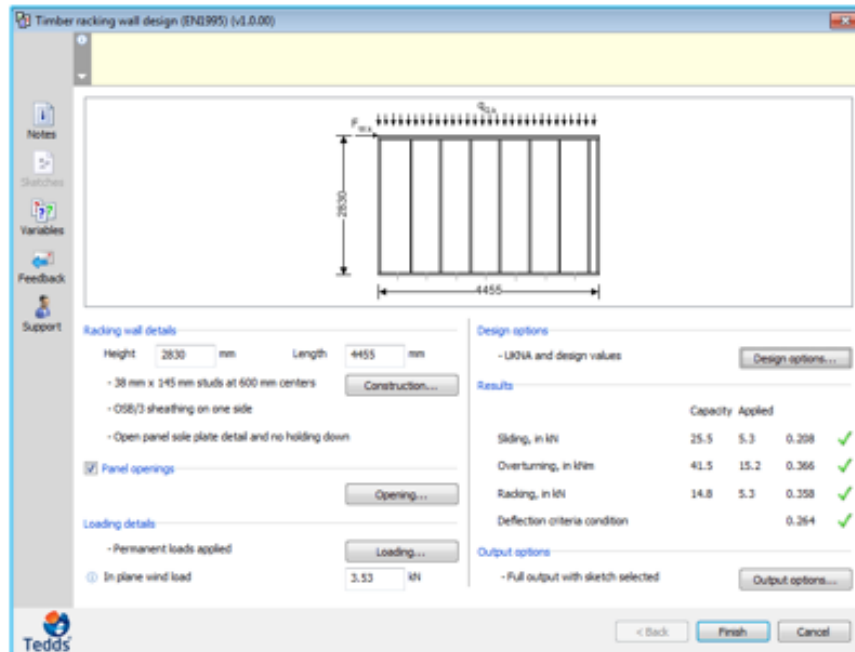 Timber racking wall design (EN1995) (v1.0.00)
Notes
Sketches
Variables
Feedback
Support
2830
4455
Racking wall details
Height 2830 mm Length 4455 mm
- 38 mm x 145 mm studs at 600 mm centers
Construction...
- OSB/3 sheathing on one side
- Open panel sole plate detail and no holding down
Panel openings
Opening...
Loading details
- Permanent loads applied
Loading...
In plane wind load 3.53 kN
Design options
- UKNA and design values
Design options...
Results
Capacity Applied
Sliding, in kN 25.5 5.3 0.208
Overturning, in kNm 41.5 15.2 0.366
Racking, in kN 14.8 5.3 0.358
Deflection criteria condition 0.264
Output options
- Full output with sketch selected
Output options...
Tedds
< Back Finish Cancel